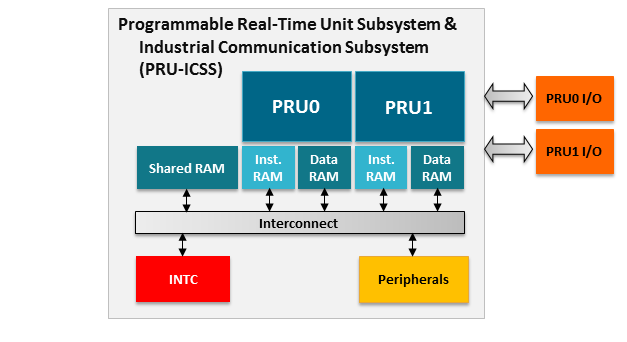 Programmable Real-Time Unit Subsystem &
Industrial Communication Subsystem
(PRU-ICSS)
PRU0
PRU1
PRU0 I/O
PRU1 I/O
Shared RAM
Inst.
RAM
Data
RAM
Inst.
RAM
Data
RAM
Interconnect
INTC
Peripherals